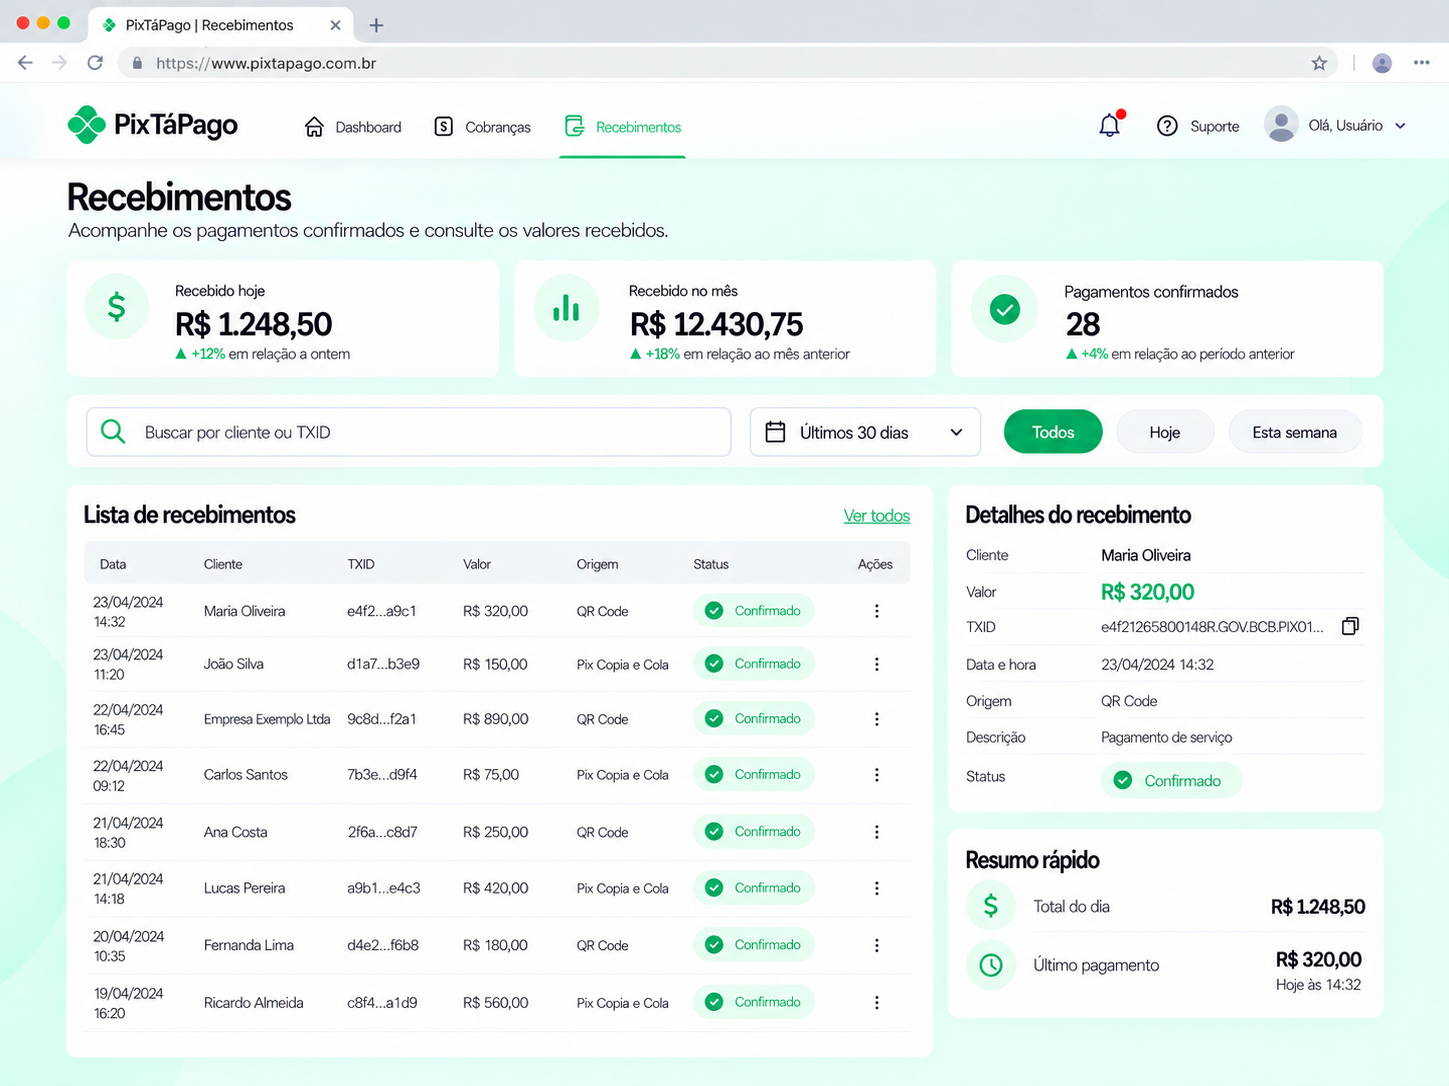 PixTáPago | Recebimentos
https://www.pixtapago.com.br
PixTáPago
Dashboard
Cobranças
Recebimentos
Suporte
Olá, Usuário
Recebimentos
Acompanhe os pagamentos confirmados e consulte os valores recebidos.
Recebido hoje
R$ 1.248,50
▲ +12% em relação a ontem
Recebido no mês
R$ 12.430,75
▲ +18% em relação ao mês anterior
Pagamentos confirmados
28
▲ +4% em relação ao período anterior
Buscar por cliente ou TXID
Últimos 30 dias
Todos
Hoje
Esta semana
Lista de recebimentos
Ver todos
Data Cliente TXID Valor Origem Status Ações
23/04/2024
14:32
Maria Oliveira e4f2...a9c1 R$ 320,00 QR Code Confirmado
23/04/2024
11:20
João Silva d1a7...b3e9 R$ 150,00 Pix Copia e Cola Confirmado
22/04/2024
16:45
Empresa Exemplo Ltda 9c8d...f2a1 R$ 890,00 QR Code Confirmado
22/04/2024
09:12
Carlos Santos 7b3e...d9f4 R$ 75,00 Pix Copia e Cola Confirmado
21/04/2024
18:30
Ana Costa 2f6a...c8d7 R$ 250,00 QR Code Confirmado
21/04/2024
14:18
Lucas Pereira a9b1...e4c3 R$ 420,00 Pix Copia e Cola Confirmado
20/04/2024
10:35
Fernanda Lima d4e2...f6b8 R$ 180,00 QR Code Confirmado
19/04/2024
16:20
Ricardo Almeida c8f4...a1d9 R$ 560,00 Pix Copia e Cola Confirmado
Detalhes do recebimento
Cliente Maria Oliveira
Valor R$ 320,00
TXID e4f21265800148R.GOV.BCB.PIX01...
Data e hora 23/04/2024 14:32
Origem QR Code
Descrição Pagamento de serviço
Status Confirmado
Resumo rápido
Total do dia R$ 1.248,50
Último pagamento R$ 320,00
Hoje às 14:32